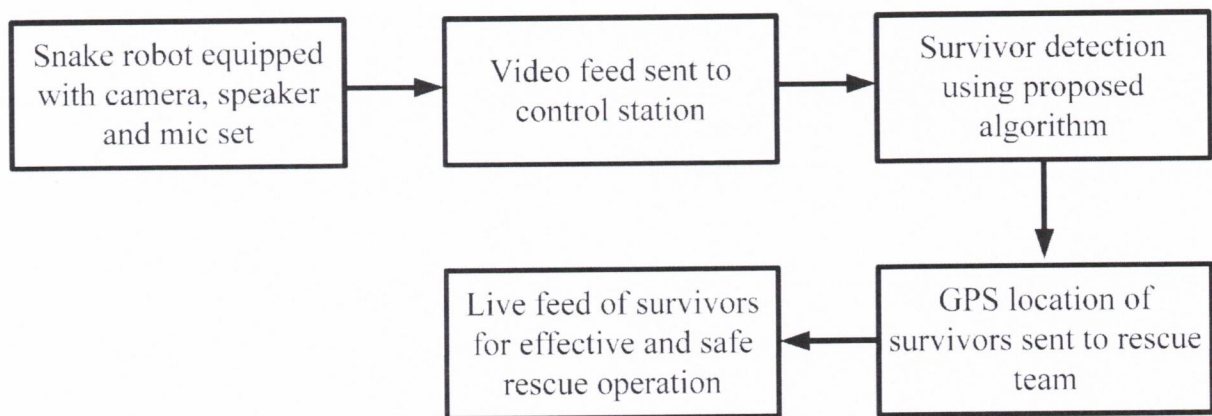 Snake robot equipped
with camera, speaker
and mic set
Video feed sent to
control station
Survivor detection
using proposed
algorithm
GPS location of
survivors sent to rescue
team
Live feed of survivors
for effective and safe
rescue operation